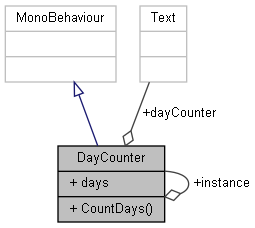 MonoBehaviour
Text
+dayCounter
DayCounter
+ days
+ CountDays()
+instance